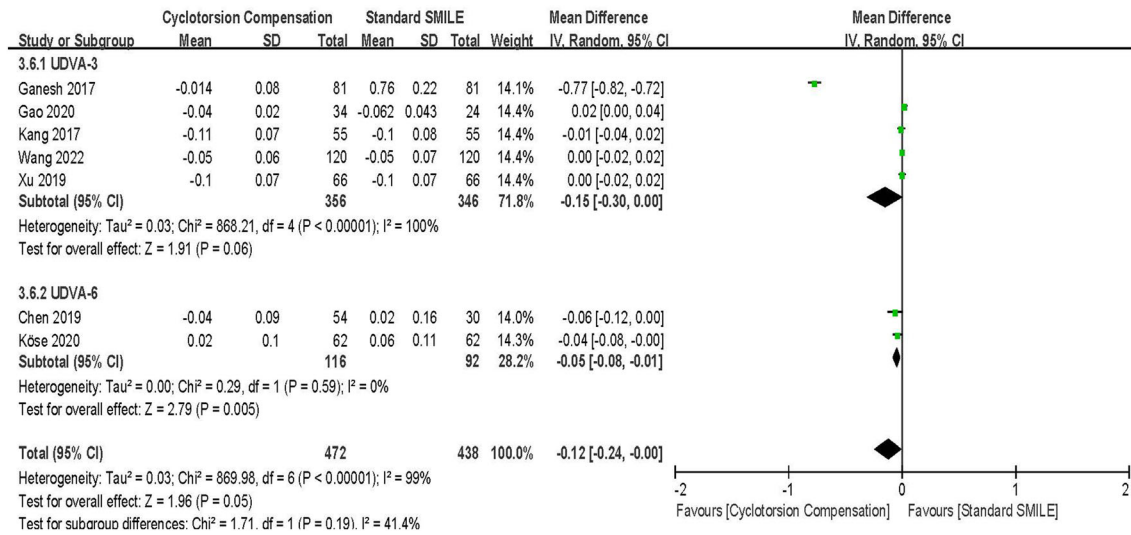 Cyclotorsion Compensation Standard SMILE Mean Difference Mean Difference
Study or Subgroup Mean SD Total Mean SD Total Weight IV, Random, 95% CI IV, Random, 95% CI
3.6.1 UDVA-3
Ganesh 2017 -0.014 0.08 81 0.76 0.22 81 14.1% -0.77 [-0.82, -0.72]
Gao 2020 -0.04 0.02 34 -0.062 0.043 24 14.4% 0.02 [0.00, 0.04]
Kang 2017 -0.11 0.07 55 -0.1 0.08 55 14.4% -0.01 [-0.04, 0.02]
Wang 2022 -0.05 0.06 120 -0.05 0.07 120 14.4% 0.00 [-0.02, 0.02]
Xu 2019 -0.1 0.07 66 -0.1 0.07 66 14.4% 0.00 [-0.02, 0.02]
Subtotal (95% CI) 356 346 71.8% -0.15 [-0.30, 0.00]
Heterogeneity: Tau² = 0.03; Chi² = 868.21, df = 4 (P < 0.00001); I² = 100%
Test for overall effect: Z = 1.91 (P = 0.06)
3.6.2 UDVA-6
Chen 2019 -0.04 0.09 54 0.02 0.16 30 14.0% -0.06 [-0.12, 0.00]
Köse 2020 0.02 0.1 62 0.06 0.11 62 14.3% -0.04 [-0.08, -0.00]
Subtotal (95% CI) 116 92 28.2% -0.05 [-0.08, -0.01]
Heterogeneity: Tau² = 0.00; Chi² = 0.29, df = 1 (P = 0.59); I² = 0%
Test for overall effect: Z = 2.79 (P = 0.005)
Total (95% CI) 472 438 100.0% -0.12 [-0.24, -0.00]
Heterogeneity: Tau² = 0.03; Chi² = 869.98, df = 6 (P < 0.00001); I² = 99%
Test for overall effect: Z = 1.96 (P = 0.05)
Test for subgroup differences: Chi² = 1.71, df = 1 (P = 0.19), I² = 41.4%
-2 -1 0 1 2
Favours [Cyclotorsion Compensation] Favours [Standard SMILE]